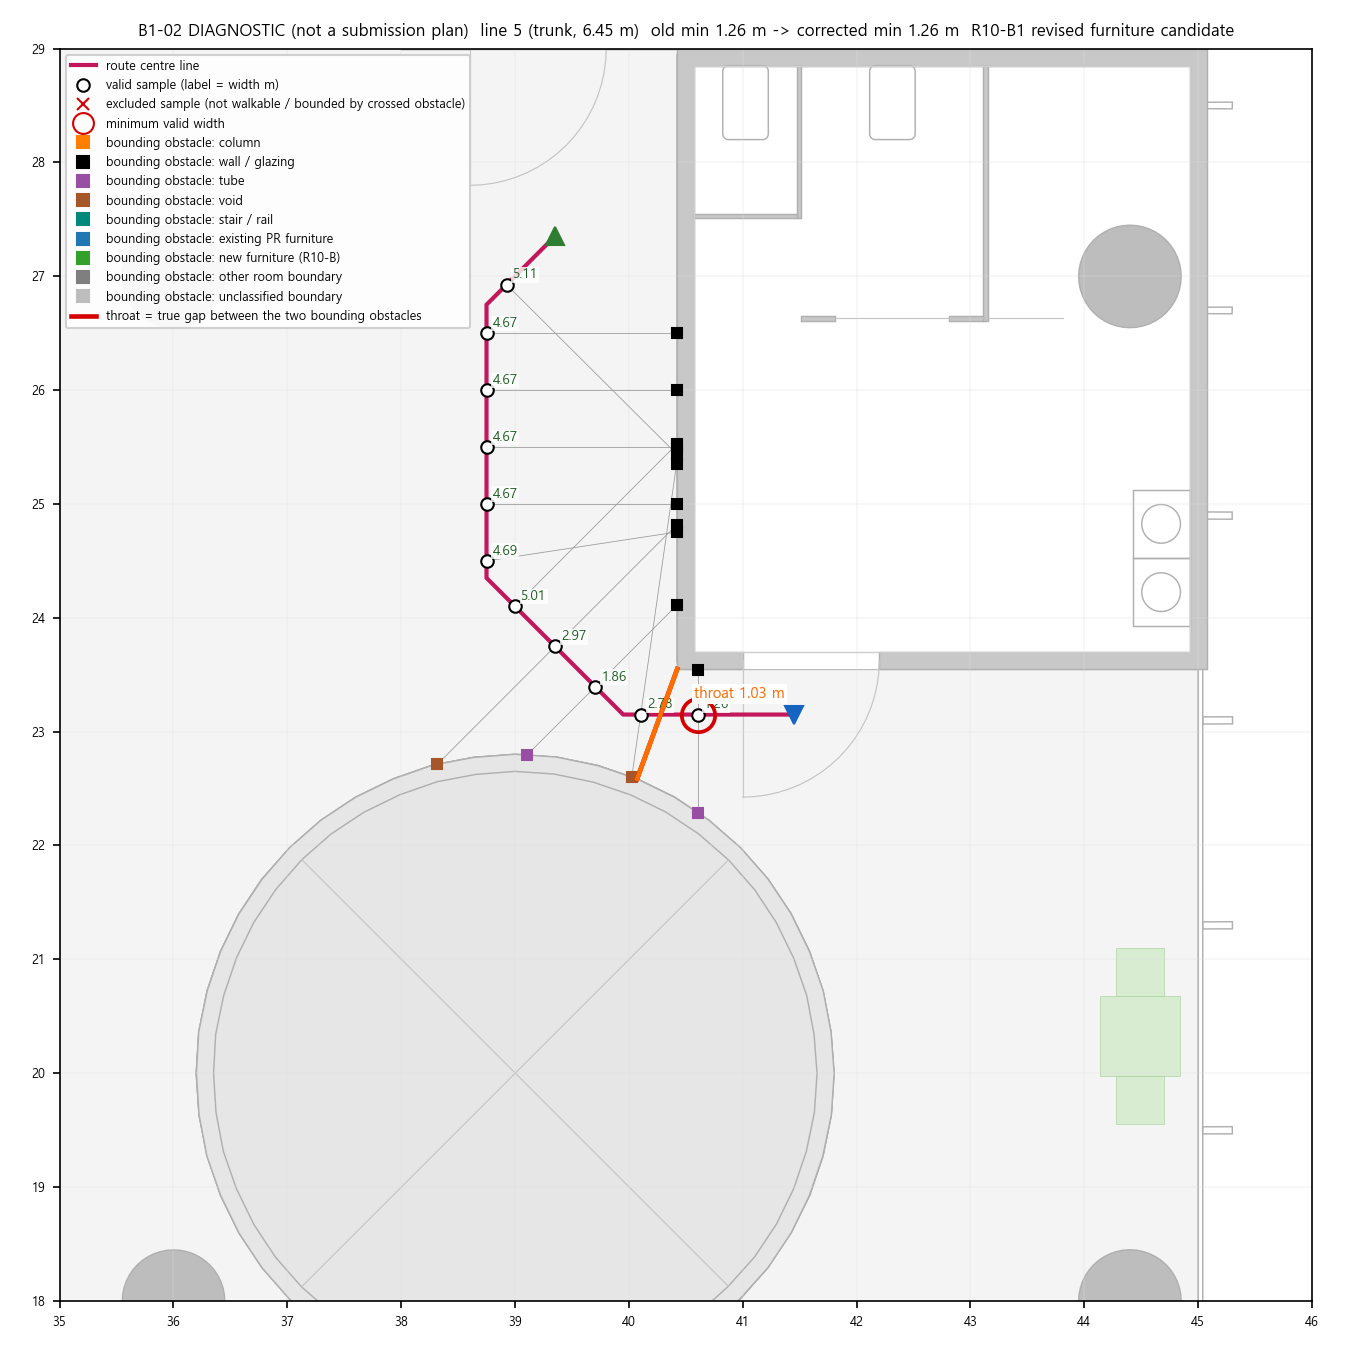 B1-02 DIAGNOSTIC (not a submission plan)  line 5 (trunk, 6.45 m)  old min 1.26 m -> corrected min 1.26 m  R10-B1 revised furniture candidate
route centre line
valid sample (label = width m)
excluded sample (not walkable / bounded by crossed obstacle)
minimum valid width
bounding obstacle: column
bounding obstacle: wall / glazing
bounding obstacle: tube
bounding obstacle: void
bounding obstacle: stair / rail
bounding obstacle: existing PR furniture
bounding obstacle: new furniture (R10-B)
bounding obstacle: other room boundary
bounding obstacle: unclassified boundary
throat = true gap between the two bounding obstacles
5.11
4.67
4.67
4.67
4.67
4.69
5.01
2.97
1.86
throat 1.03 m
29
28
27
26
25
24
23
22
21
20
19
18
35 36 37 38 39 40 41 42 43 44 45 46